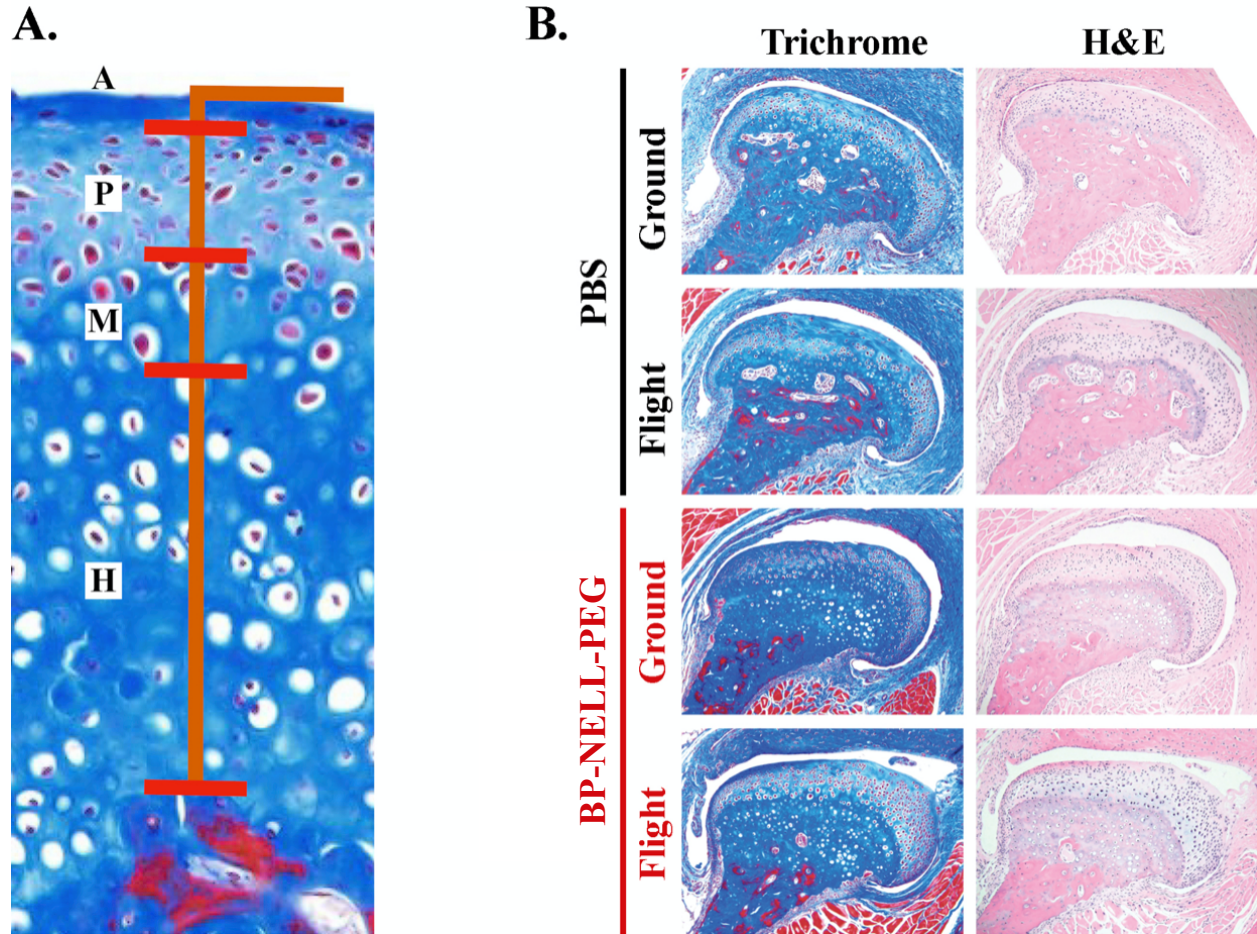 A.
A
P
M
H
B.
Trichrome H&E
PBS
Ground
Flight
BP-NELL-PEG
Ground
Flight